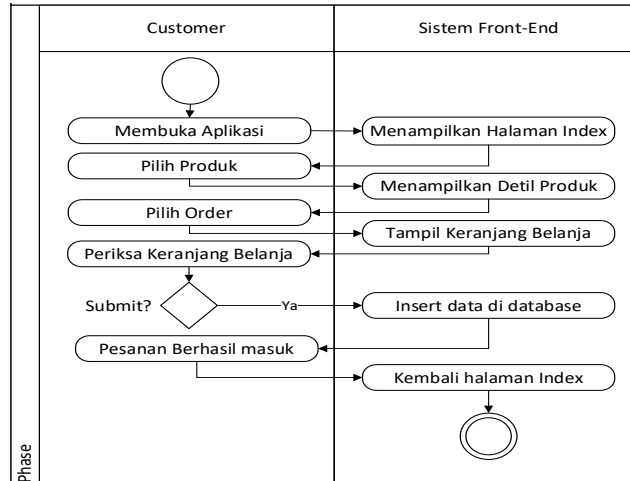 Customer
Sistem Front-End
Membuka Aplikasi
Menampilkan Halaman Index
Pilih Produk
Menampilkan Detil Produk
Pilih Order
Tampil Keranjang Belanja
Periksa Keranjang Belanja
Submit?
Ya
Insert data di database
Pesanan Berhasil masuk
Kembali halaman Index
Phase